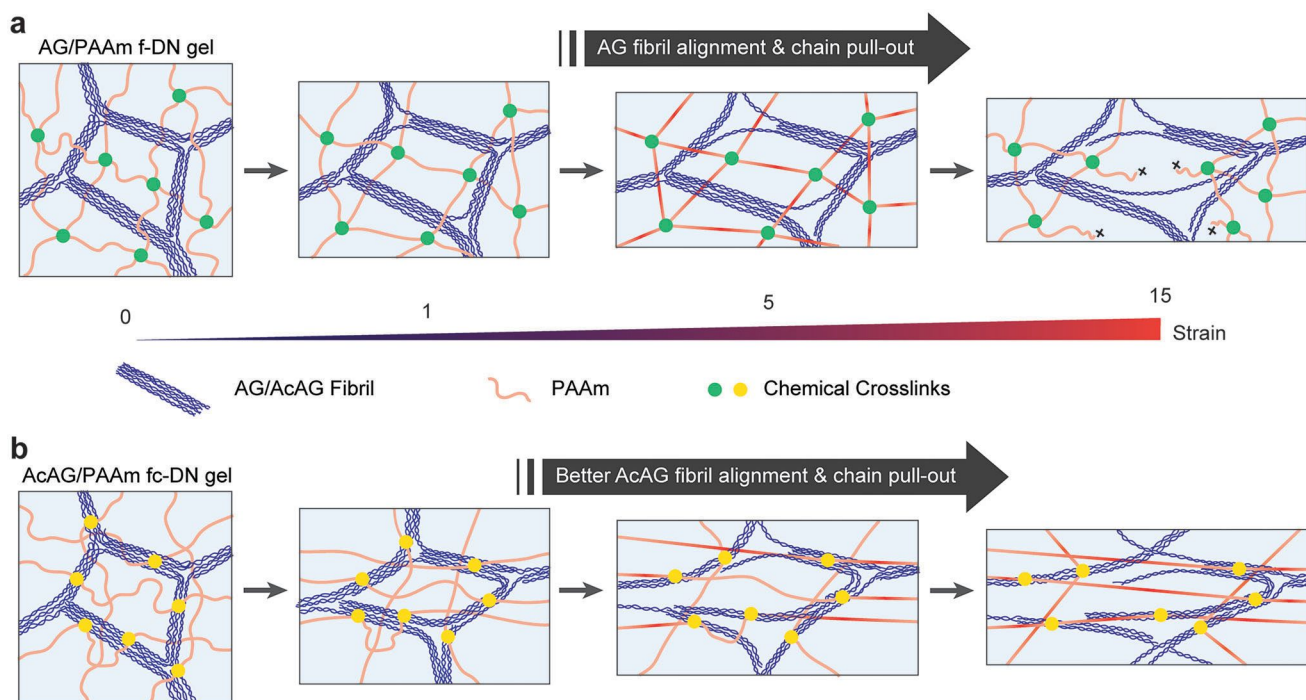 a
AG/PAAm f-DN gel
AG fibril alignment & chain pull-out
0
1
5
15
Strain
AG/AcAG Fibril
PAAm
Chemical Crosslinks
b
AcAG/PAAm fc-DN gel
Better AcAG fibril alignment & chain pull-out